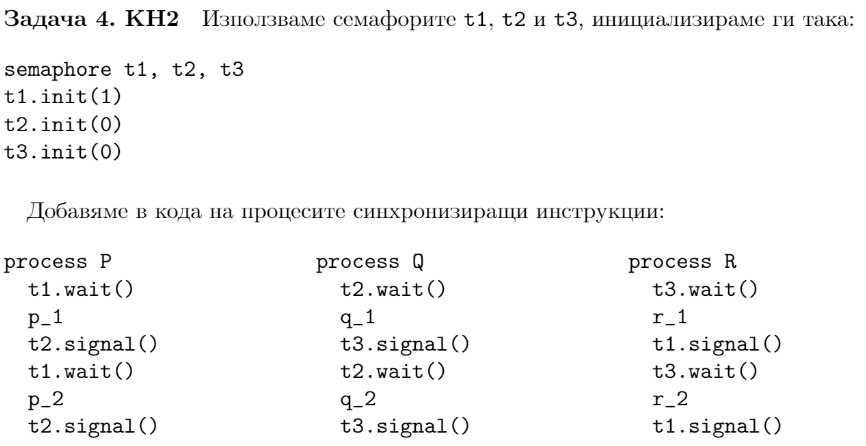 Задача 4. КН2 Използваме семафорите t1, t2 и t3, инициализираме ги така:
semaphore t1, t2, t3
t1.init(1)
t2.init(0)
t3.init(0)
Добавяме в кода на процесите синхронизиращи инструкции:
process P process Q process R
t1.wait() t2.wait() t3.wait()
p_1 q_1 r_1
t2.signal() t3.signal() t1.signal()
t1.wait() t2.wait() t3.wait()
p_2 q_2 r_2
t2.signal() t3.signal() t1.signal()